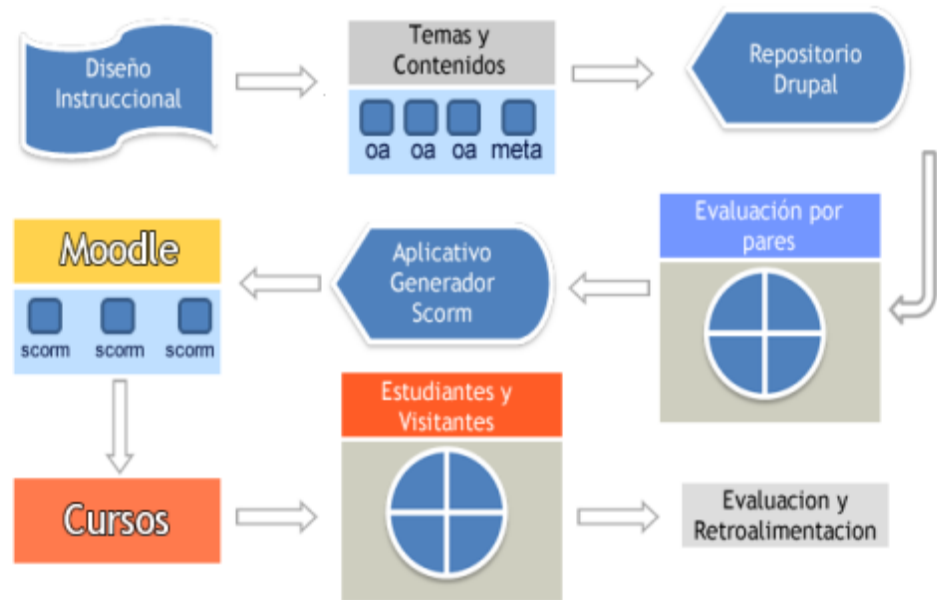 Diseño
Instruccional
Temas y
Contenidos
oa oa oa meta
Repositorio
Drupal
Evaluación por
pares
Aplicativo
Generador
Scorm
Moodle
scorm scorm scorm
Cursos
Estudiantes y
Visitantes
Evaluacion y
Retroalimentacion